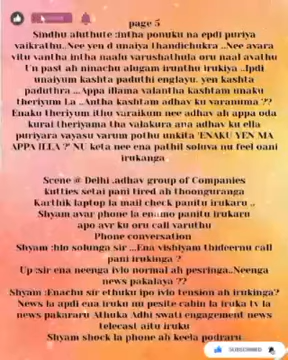 page 5
Sindhu aluthute :intha ponuku na epdi puriya
vaikrathu..Nee yen d unaiya thandichukra ..Nee avara
vitu vantha intha naalu varushathula oru naal avathu
Un past ah ninachu alugam irunthu irukiya ..Ipdi
unaiyum kashta paduthi englayu. yen kashta
paduthra ...Appa illama valantha kashtam unaku
theriyum La ..Antha kashtam adhav ku varanuma ??
Enaku theriyum ithu varaikum nee adhav ah appa oda
kurai theriyama tha valakura ana adhav ku ella
puriyara vayasu varum pothu unkita 'ENAKU YEN MA
APPA ILLA ?' NU keta nee ena pathil soluva nu feel oani
irukanga
Scene @ Delhi .adhav group of Companies
kutties setai pani tired ah thoonguranga
Karthik laptop la mail check panitu irukaru ..
Shyam avar phone la enamo panitu irukaru
apo avr ku oru call varuthu
Phone conversation
Shyam :hlo solunga sir ...Ena vishiyam thideernu call
pani irukinga ?
Up :sir ena neenga ivlo normal ah pesringa..Neenga
news pakalaya ??
Shyam :Enachu sir ethuku ipo ivlo tension ah irukinga?
News la apdi ena iruku nu pesite cabin la iruka tv la
news pakararu Athuka Adhi swati engagement news
telecast aitu iruku
Shyam shock la phone ah keela podraru
SUBSCRIBED